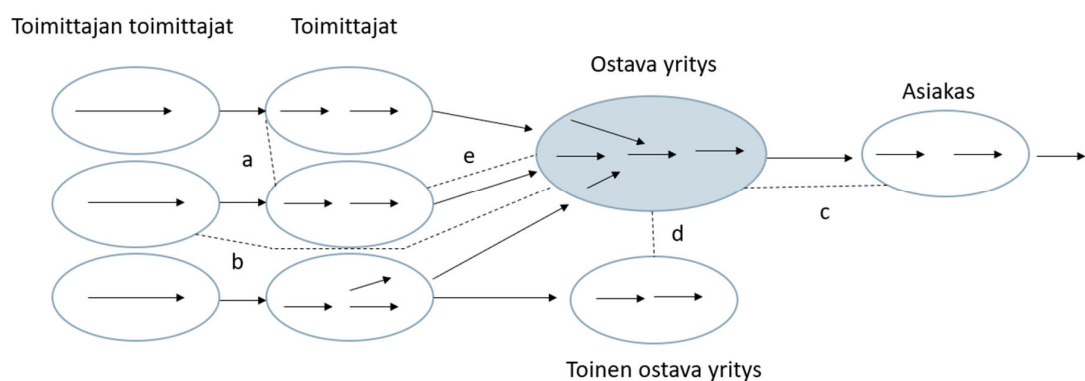 Toimittajan toimittajat
Toimittajat
Ostava yritys
Asiakas
a
e
b
c
d
Toinen ostava yritys